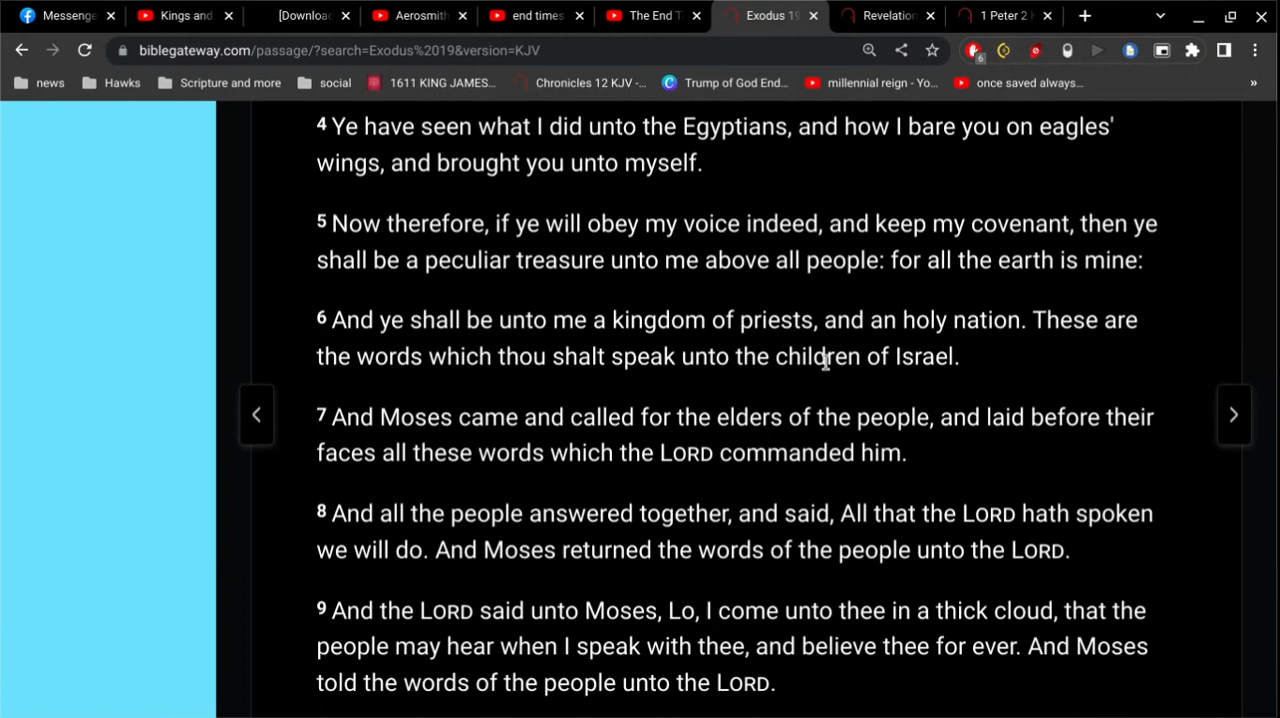 Messenge
Kings and
[Downloac
Aerosmith
end times
The End T
Exodus 19
Revelation
1 Peter 2
biblegateway.com/passage/?search=Exodus%2019&version=KJV
6
news
Hawks
Scripture and more
social
1611 KING JAMES...
Chronicles 12 KJV -...
Trump of God End...
millennial reign - Yo...
once saved always...
»
4 Ye have seen what I did unto the Egyptians, and how I bare you on eagles'
wings, and brought you unto myself.
5 Now therefore, if ye will obey my voice indeed, and keep my covenant, then ye
shall be a peculiar treasure unto me above all people: for all the earth is mine:
6 And ye shall be unto me a kingdom of priests, and an holy nation. These are
the words which thou shalt speak unto the children of Israel.
7 And Moses came and called for the elders of the people, and laid before their
faces all these words which the LORD commanded him.
8 And all the people answered together, and said, All that the LORD hath spoken
we will do. And Moses returned the words of the people unto the LORD.
9 And the LORD said unto Moses, Lo, I come unto thee in a thick cloud, that the
people may hear when I speak with thee, and believe thee for ever. And Moses
told the words of the people unto the LORD.